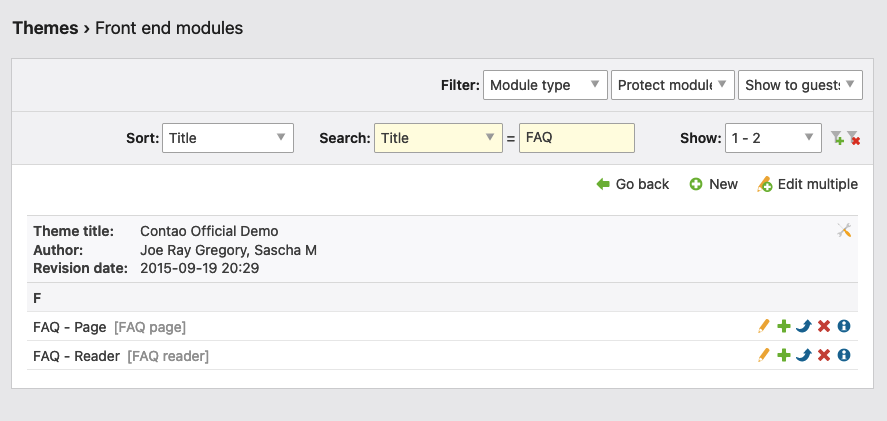 Themes › Front end modules
Filter: Module type Protect module Show to guests
Sort: Title Search: Title = FAQ Show: 1 - 2
Go back New Edit multiple
Theme title: Contao Official Demo
Author: Joe Ray Gregory, Sascha M
Revision date: 2015-09-19 20:29
F
FAQ - Page [FAQ page]
FAQ - Reader [FAQ reader]